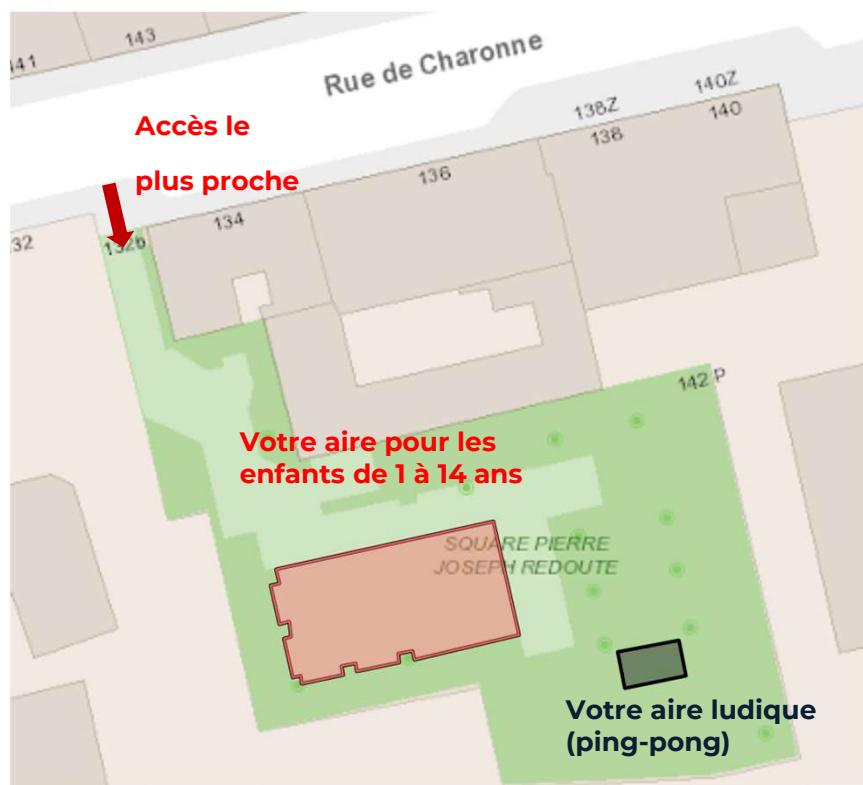 143
141
Rue de Charonne
140Z
138Z
140
138
136
134
Accès le
plus proche
132b
32
142 P
Votre aire pour les
enfants de 1 à 14 ans
SQUARE PIERRE
JOSEPH REDOUTE
Votre aire ludique
(ping-pong)